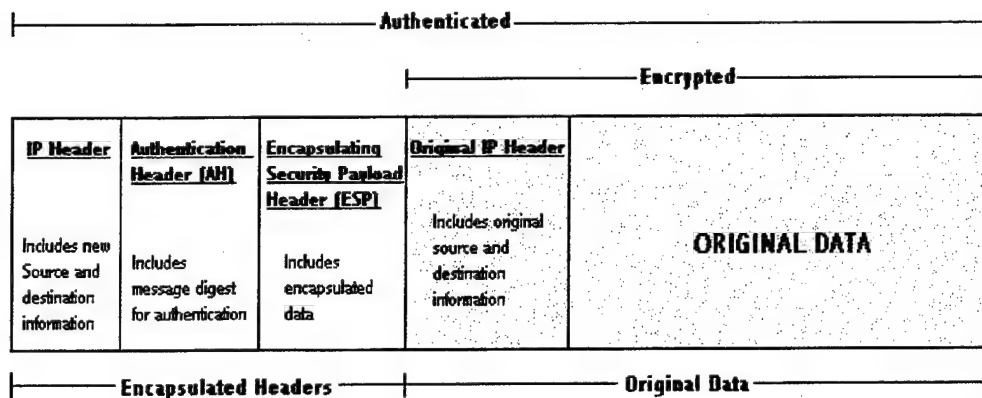 Authenticated
Encrypted
IP Header
Includes new
Source and
destination
information
Authentication
Header (AH)
Includes
message digest
for authentication
Encapsulating
Security Payload
Header (ESP)
Includes
encapsulated
data
Original IP Header
Includes original
source and
destination
information
ORIGINAL DATA
Encapsulated Headers
Original Data